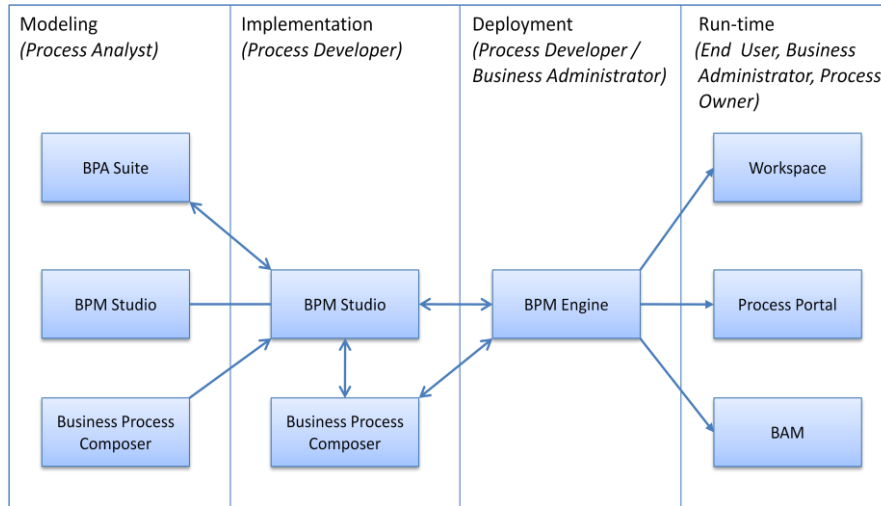 Modeling
(Process Analyst)
Implementation
(Process Developer)
Deployment
(Process Developer /
Business Administrator)
Run-time
(End User, Business
Administrator, Process
Owner)
BPA Suite
Workspace
BPM Studio
BPM Studio
BPM Engine
Process Portal
Business Process
Composer
Business Process
Composer
BAM